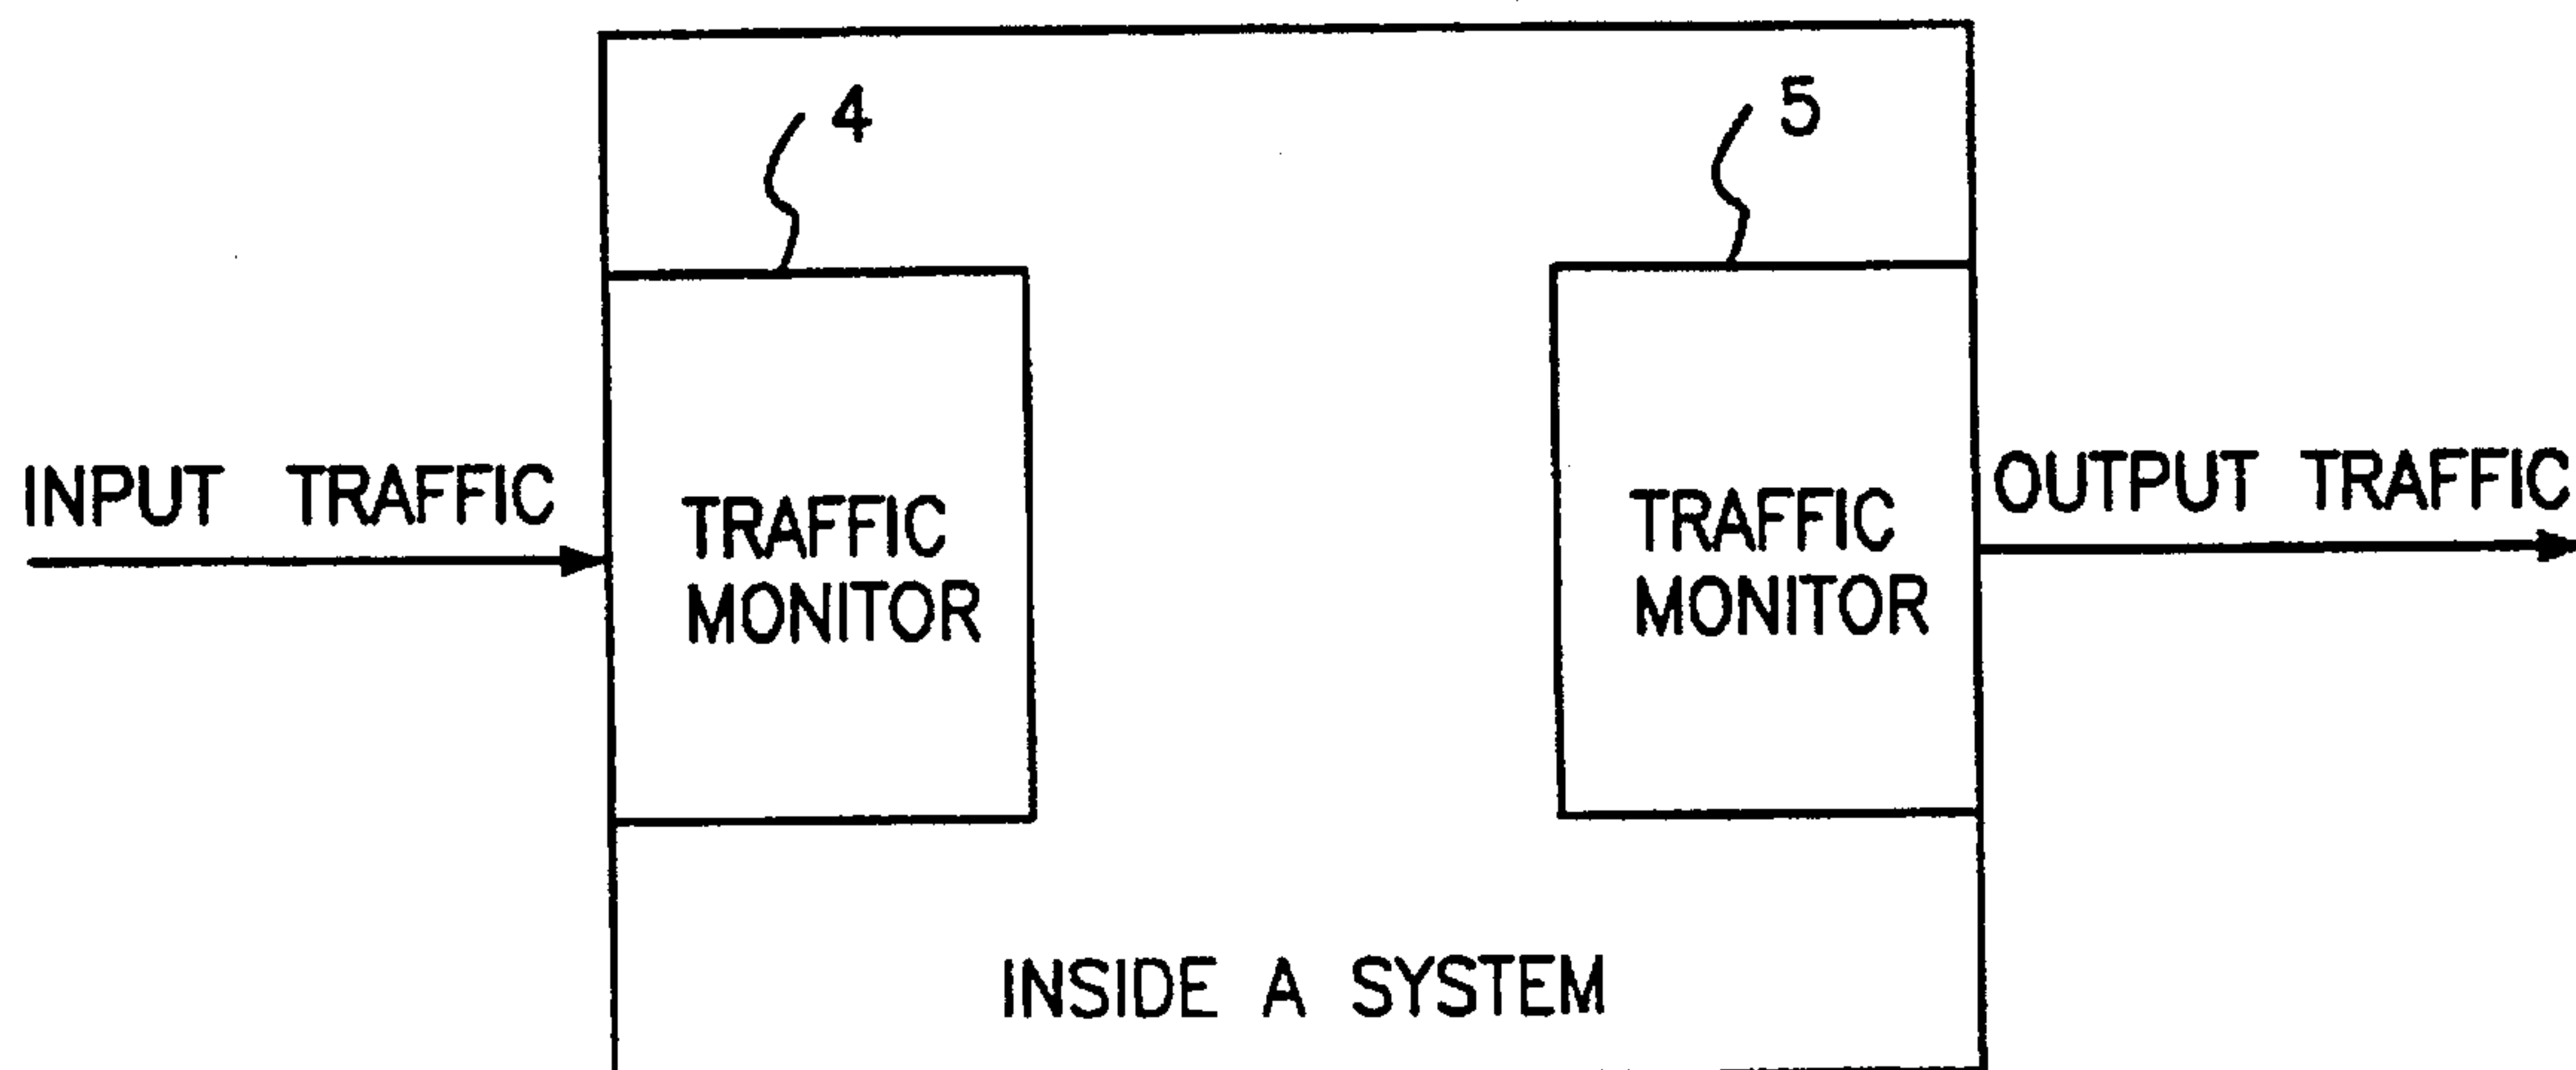 4
5
INPUT TRAFFIC
TRAFFIC
MONITOR
TRAFFIC
MONITOR
OUTPUT TRAFFIC
INSIDE A SYSTEM